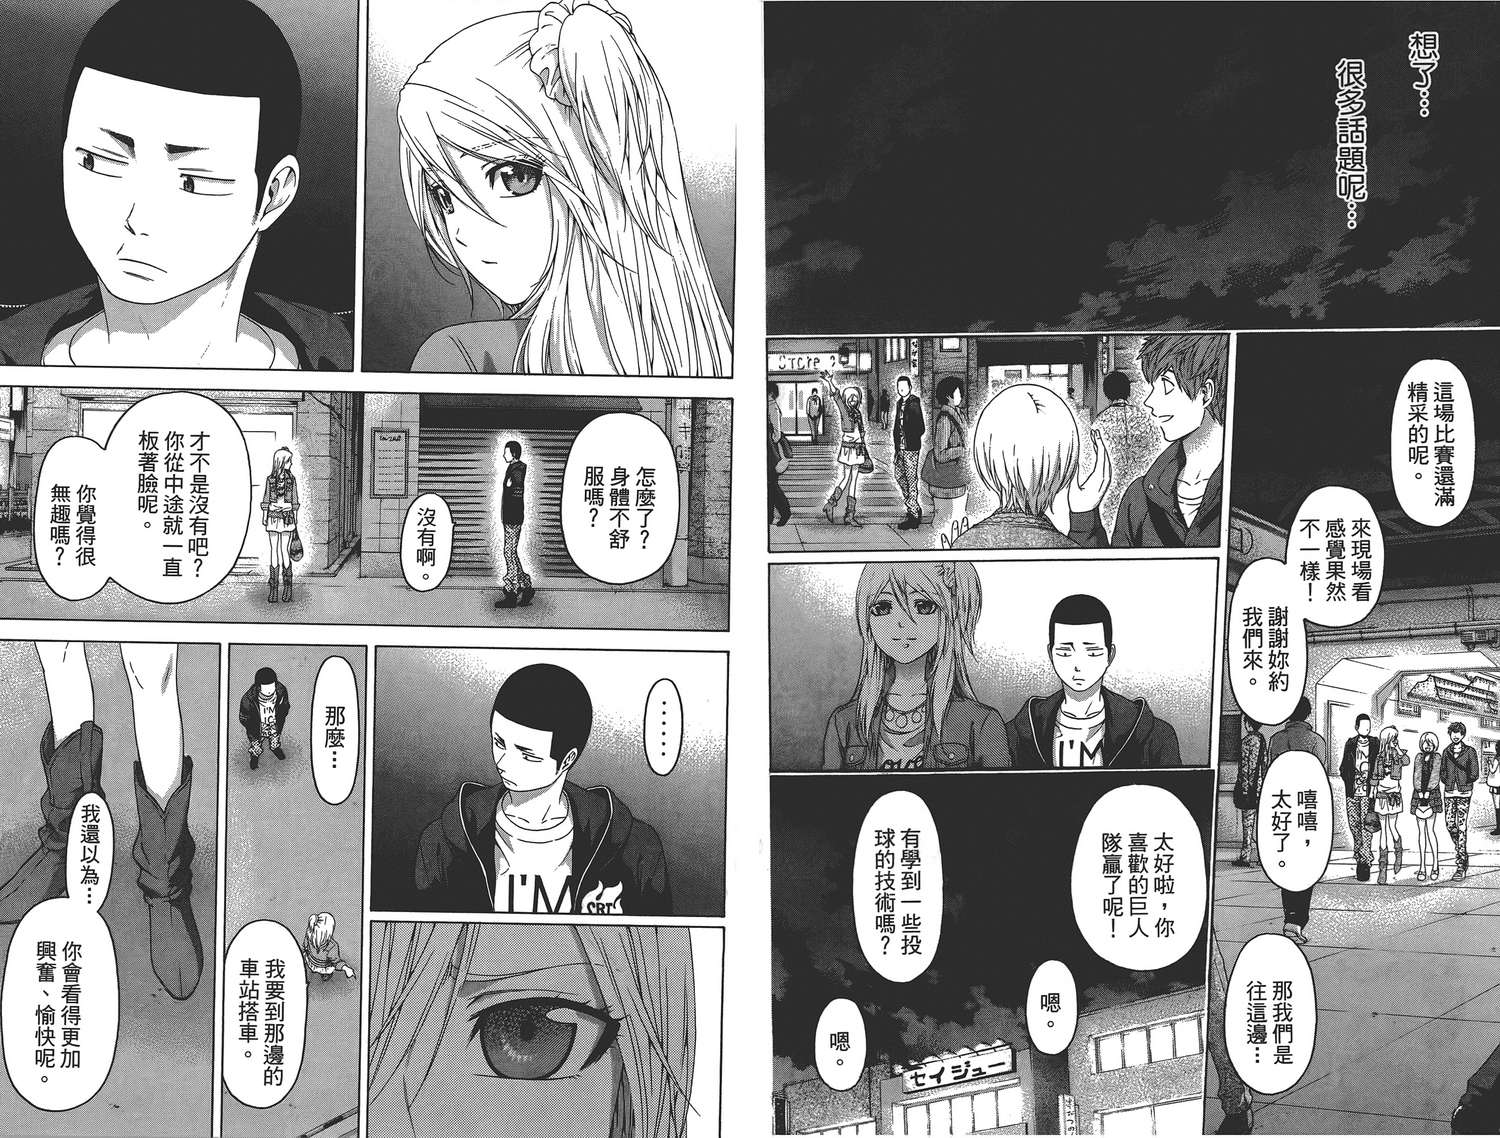 想了…
很多話題呢…
這場比賽還滿
精采的呢。
來現場看
感覺果然
不一樣！
謝謝妳約
我們來。
嘻嘻，
太好了。
那我們是
往這邊…
Store
I'M
太好啦，你
喜歡的巨人
隊贏了呢！
有學到一些投
球的技術嗎？
嗯。
嗯。
セイジュー
怎麼了？
身體不舒
服嗎？
沒有啊。
才不是沒有吧？
你從中途就一直
板著臉呢。
你覺得很
無趣嗎？
……
I'M
那麼…
I'M
我要到那邊的
車站搭車。
我還以為…
你會看得更加
興奮、愉快呢。